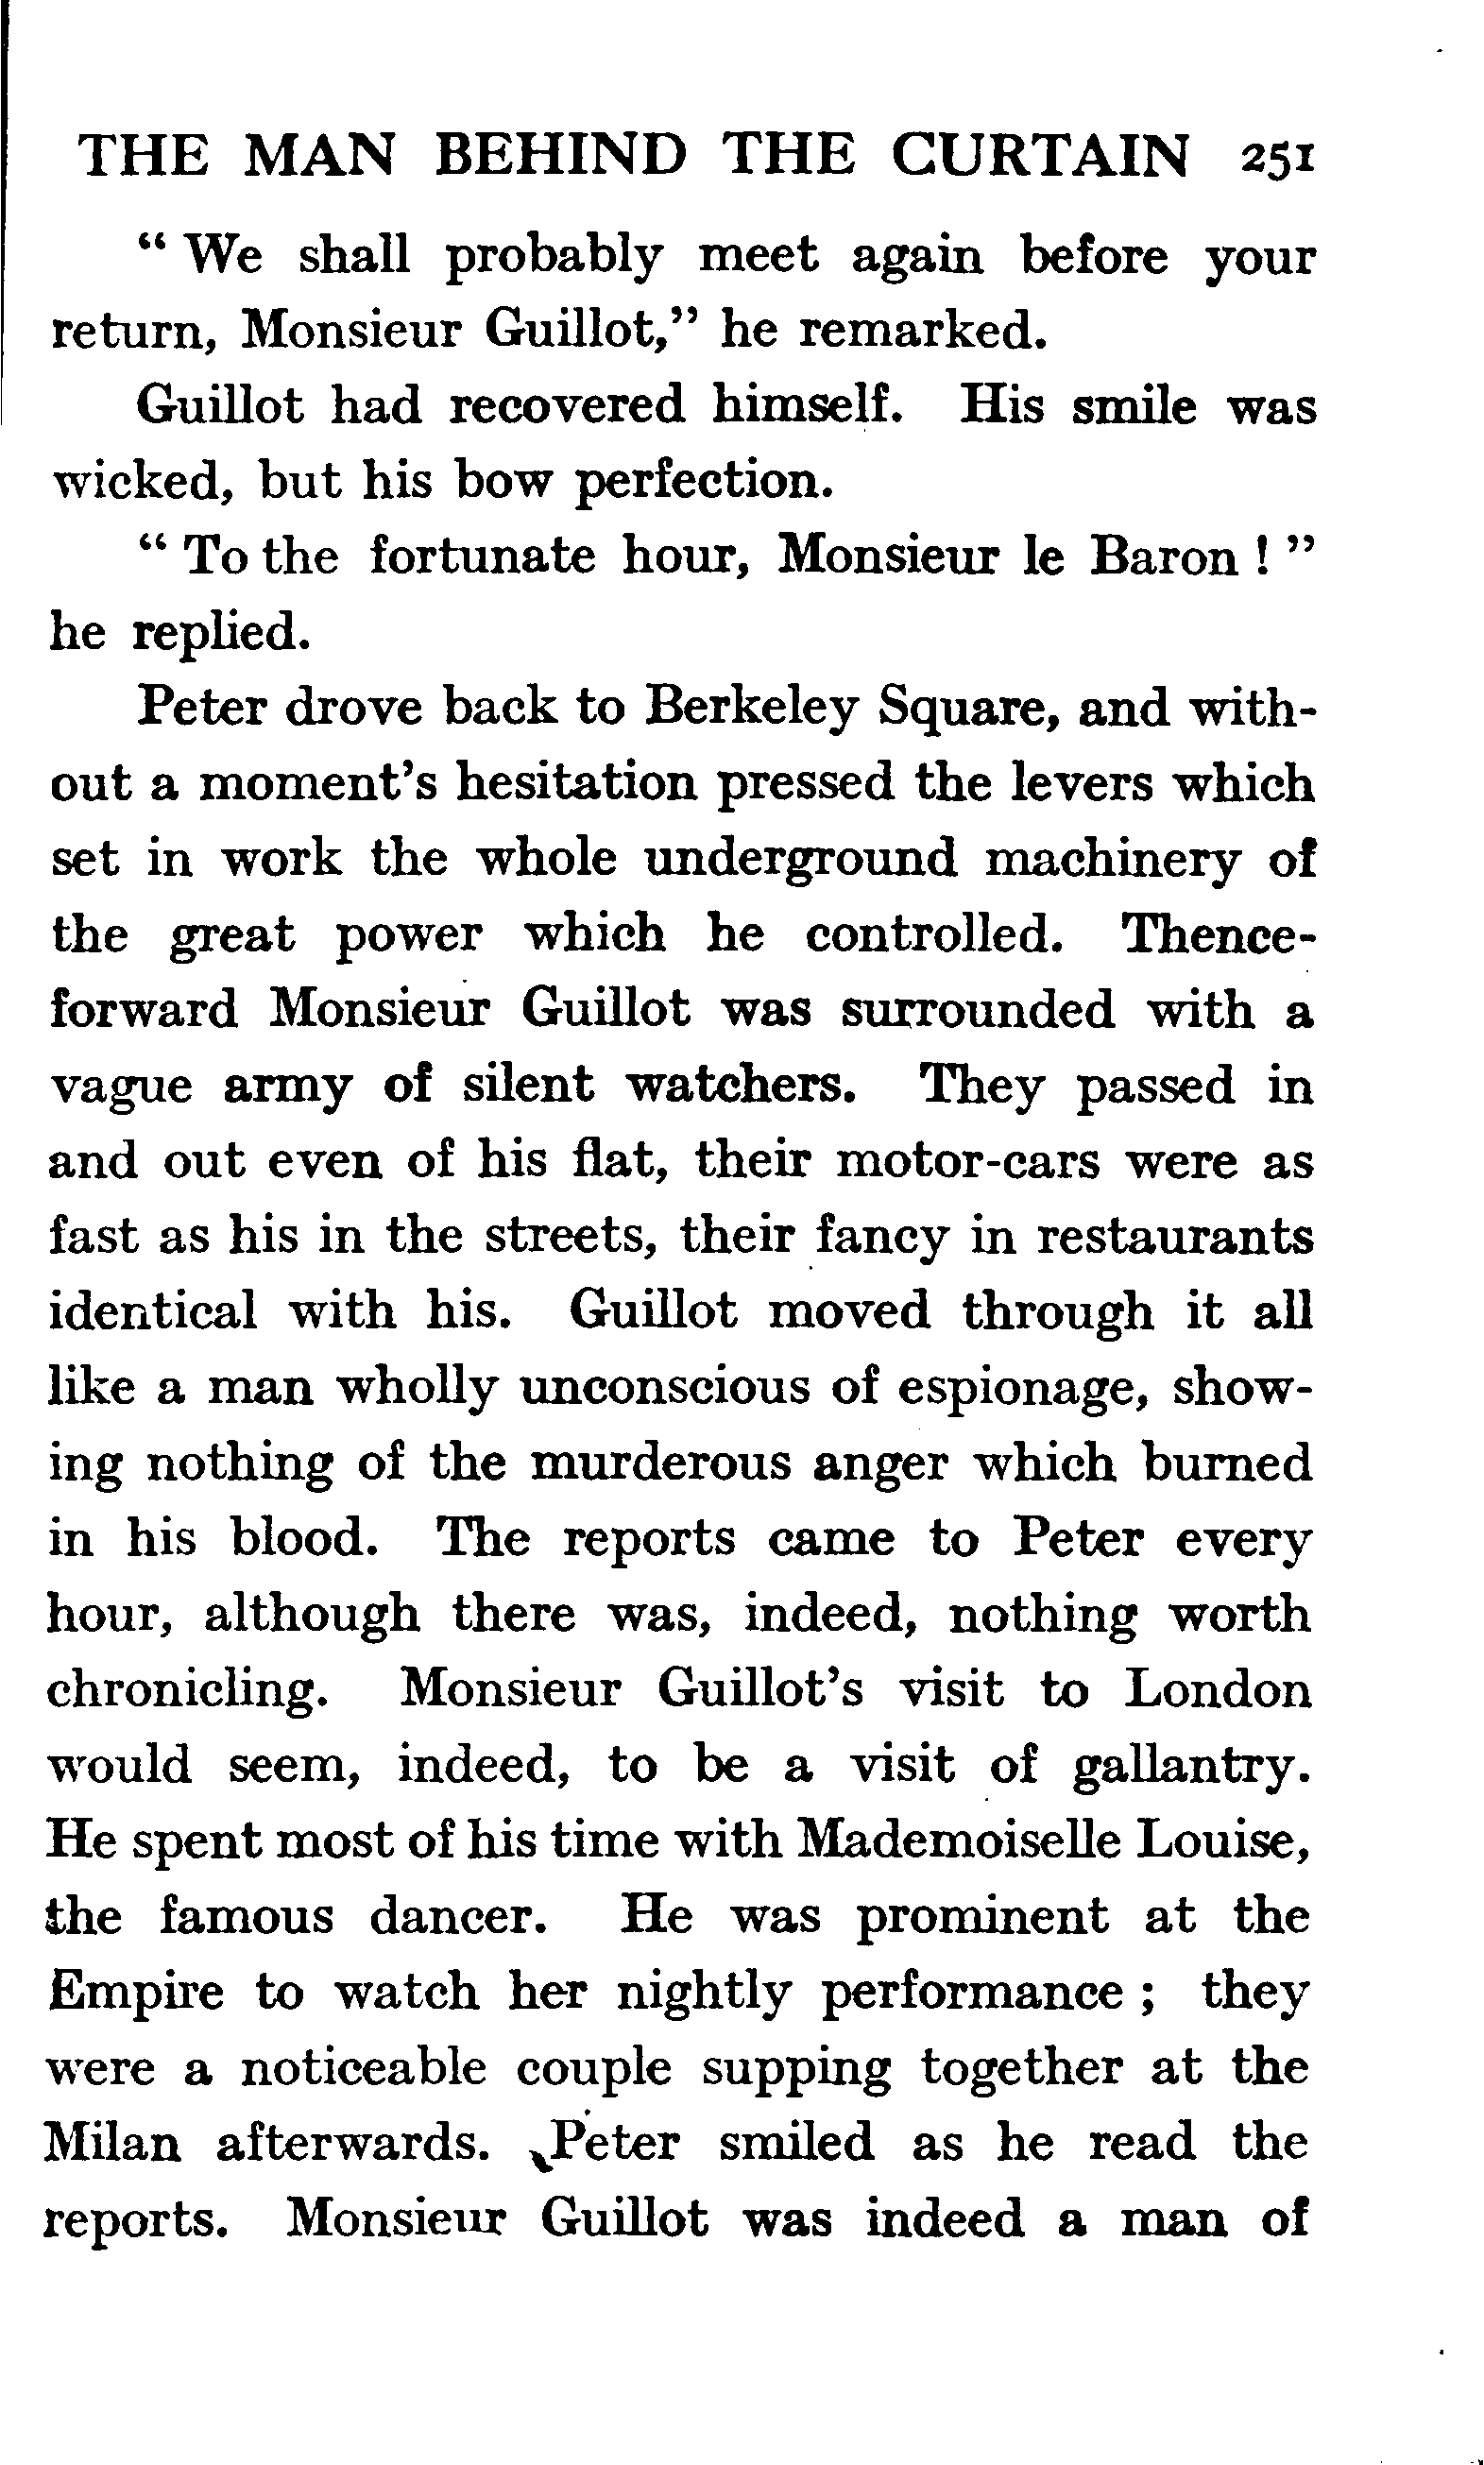 THE MAN BEHIND THE CURTAIN 251
“ We shall probably meet again before your
return, Monsieur Guillot,” he remarked.
Guillot had recovered himself. His smile was
wicked, but his bow perfection.
“ To the fortunate hour, Monsieur le Baron ! ”
he replied.
Peter drove back to Berkeley Square, and with-
out a moment’s hesitation pressed the levers which
set in work the whole underground machinery of
the great power which he controlled. Thence-
forward Monsieur Guillot was surrounded with a
vague army of silent watchers. They passed in
and out even of his flat, their motor-cars were as
fast as his in the streets, their fancy in restaurants
identical with his. Guillot moved through it all
like a man wholly unconscious of espionage, show-
ing nothing of the murderous anger which burned
in his blood. The reports came to Peter every
hour, although there was, indeed, nothing worth
chronicling. Monsieur Guillot’s visit to London
would seem, indeed, to be a visit of gallantry.
He spent most of his time with Mademoiselle Louise,
the famous dancer. He was prominent at the
Empire to watch her nightly performance ; they
were a noticeable couple supping together at the
Milan afterwards. Peter smiled as he read the
reports. Monsieur Guillot was indeed a man of